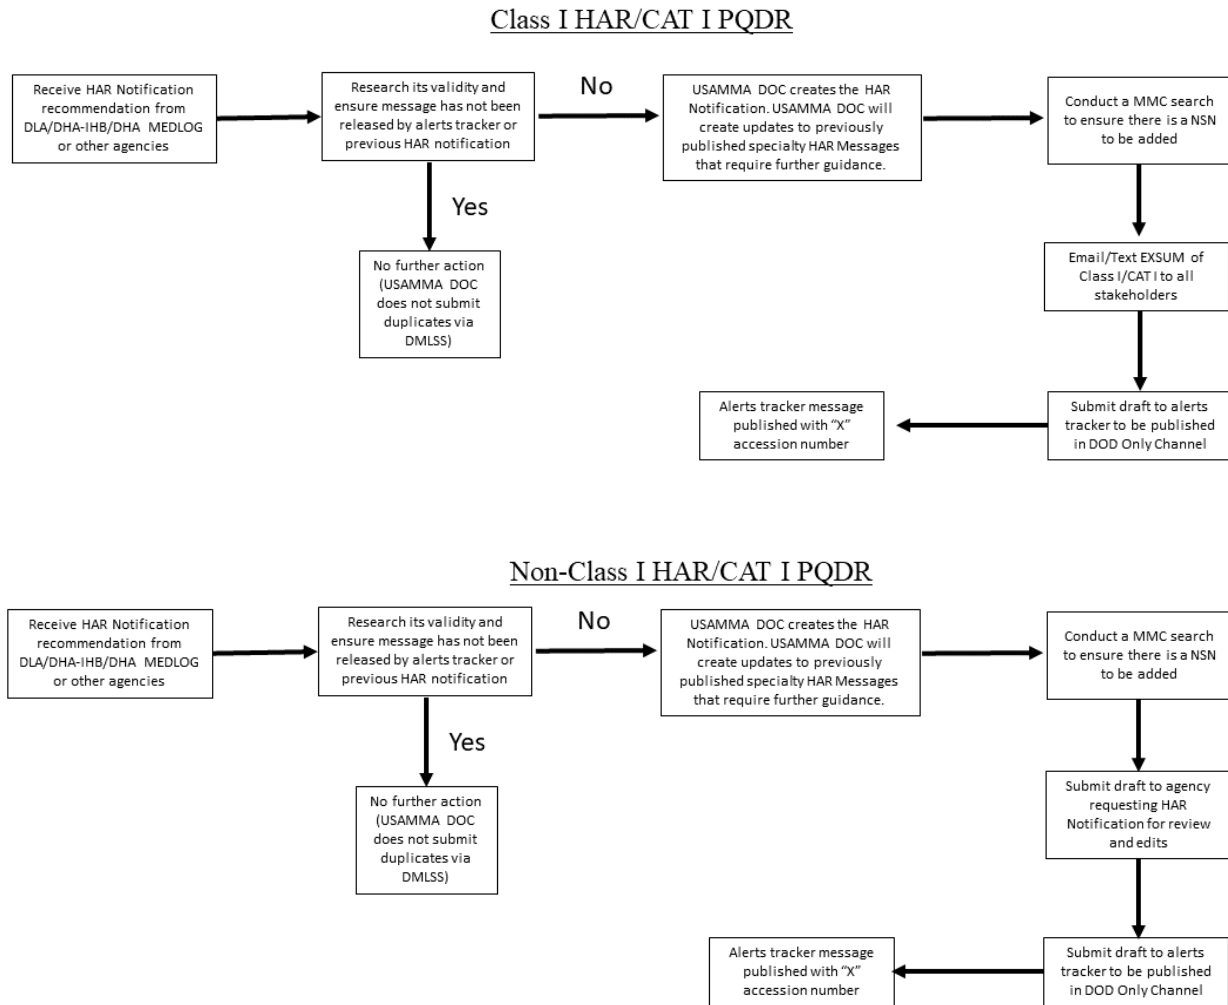 Class I HAR/CAT I PQDR
Receive HAR Notification
recommendation from
DLA/DHA-IHB/DHA MEDLOG
or other agencies
Research its validity and
ensure message has not been
released by alerts tracker or
previous HAR notification
No
USAMMA DOC creates the HAR
Notification. USAMMA DOC will
create updates to previously
published specialty HAR Messages
that require further guidance.
Conduct a MMC search
to ensure there is a NSN
to be added
Yes
No further action
(USAMMA DOC
does not submit
duplicates via
DMLSS)
Email/Text EXSUM of
Class I/CAT I to all
stakeholders
Submit draft to alerts
tracker to be published
in DOD Only Channel
Alerts tracker message
published with “X”
accession number
Non-Class I HAR/CAT I PQDR
Receive HAR Notification
recommendation from
DLA/DHA-IHB/DHA MEDLOG
or other agencies
Research its validity and
ensure message has not been
released by alerts tracker or
previous HAR notification
No
USAMMA DOC creates the HAR
Notification. USAMMA DOC will
create updates to previously
published specialty HAR Messages
that require further guidance.
Conduct a MMC search
to ensure there is a NSN
to be added
Yes
No further action
(USAMMA DOC
does not submit
duplicates via
DMLSS)
Submit draft to agency
requesting HAR
Notification for review
and edits
Submit draft to alerts
tracker to be published
in DOD Only Channel
Alerts tracker message
published with “X”
accession number